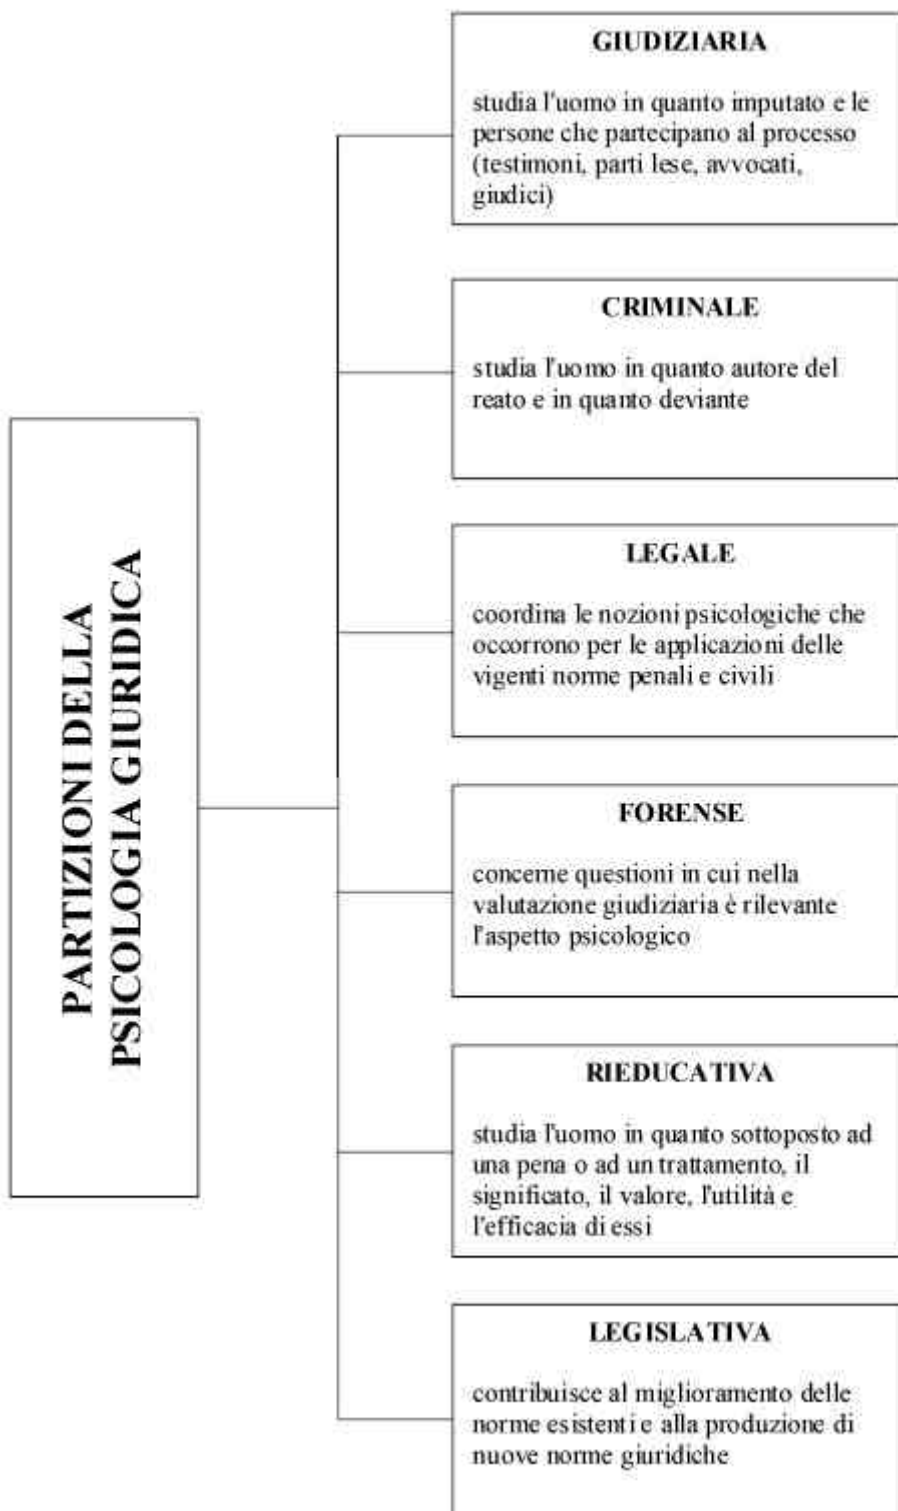 PARTIZIONI DELLA
PSICOLOGIA GIURIDICA
GIUDIZIARIA
studia l'uomo in quanto imputato e le
persone che partecipano al processo
(testimoni, parti lese, avvocati,
giudici)
CRIMINALE
studia l'uomo in quanto autore del
reato e in quanto deviante
LEGALE
coordina le nozioni psicologiche che
occorrono per le applicazioni delle
vigenti norme penali e civili
FORENSE
concerne questioni in cui nella
valutazione giudiziaria è rilevante
l'aspetto psicologico
RIEDUCATIVA
studia l'uomo in quanto sottoposto ad
una pena o ad un trattamento, il
significato, il valore, l'utilità e
l'efficacia di essi
LEGISLATIVA
contribuisce al miglioramento delle
norme esistenti e alla produzione di
nuove norme giuridiche